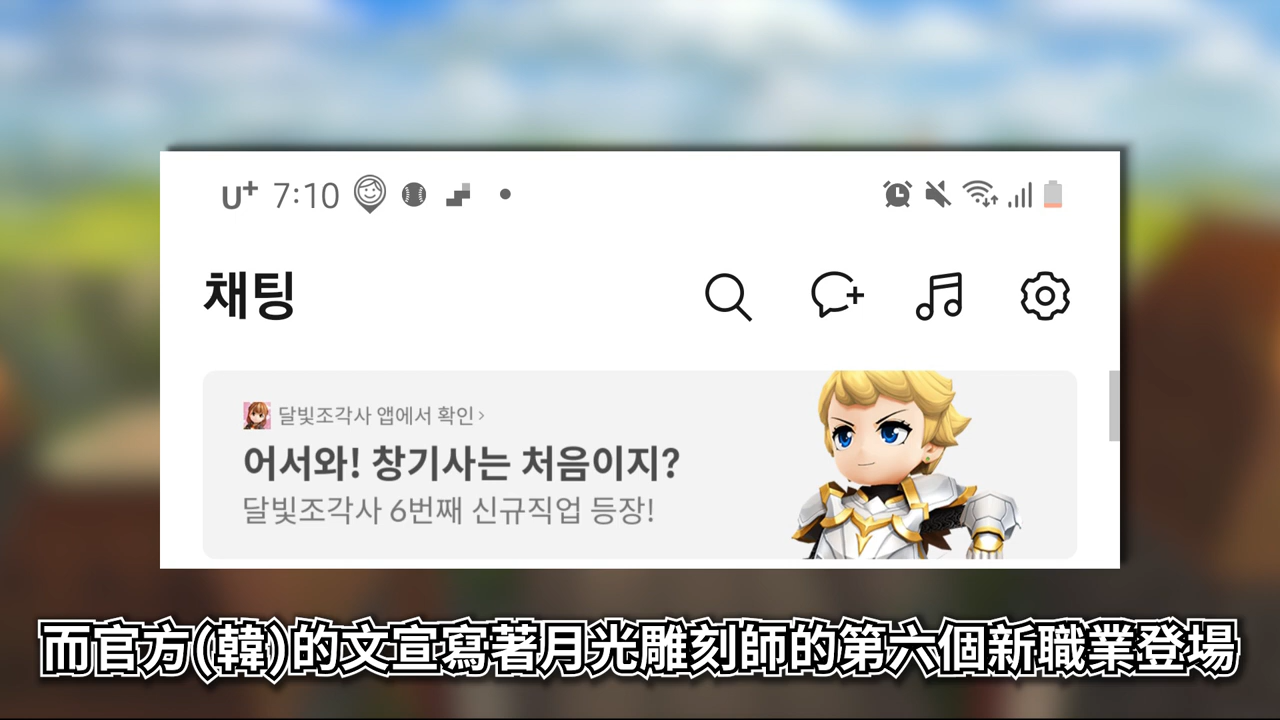 U+ 7:10
채팅
달빛조각사 앱에서 확인 ›
어서와! 창기사는 처음이지?
달빛조각사 6번째 신규직업 등장!
而官方(韓)的文宣寫著月光雕刻師的第六個新職業登場